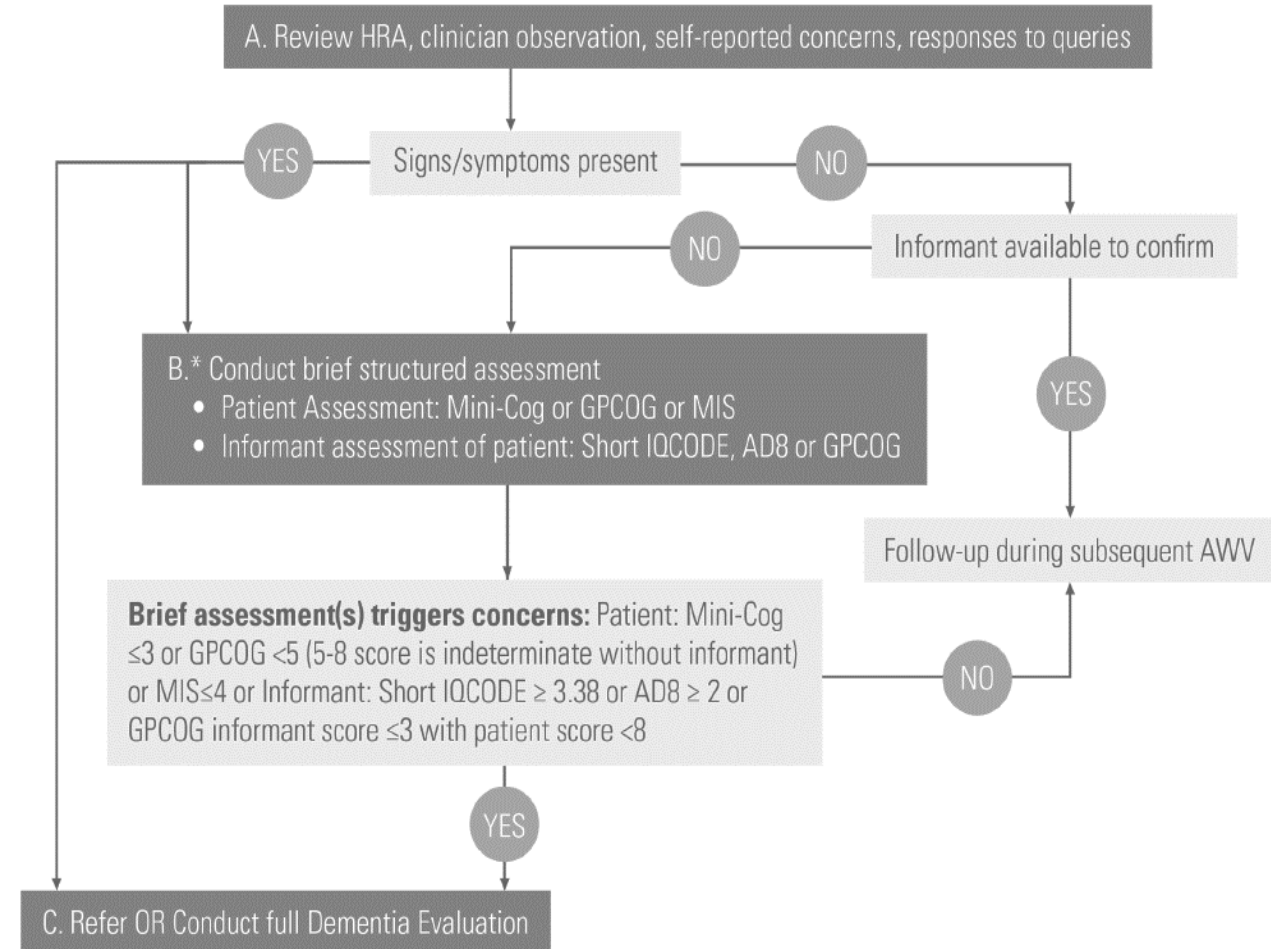 A. Review HRA, clinician observation, self-reported concerns, responses to queries
YES
Signs/symptoms present
NO
NO
Informant available to confirm
B.* Conduct brief structured assessment
• Patient Assessment: Mini-Cog or GPCOG or MIS
• Informant assessment of patient: Short IQCODE, AD8 or GPCOG
YES
Follow-up during subsequent AWV
Brief assessment(s) triggers concerns: Patient: Mini-Cog
≤3 or GPCOG <5 (5-8 score is indeterminate without informant)
or MIS≤4 or Informant: Short IQCODE ≥ 3.38 or AD8 ≥ 2 or
GPCOG informant score ≤3 with patient score <8
NO
YES
C. Refer OR Conduct full Dementia Evaluation